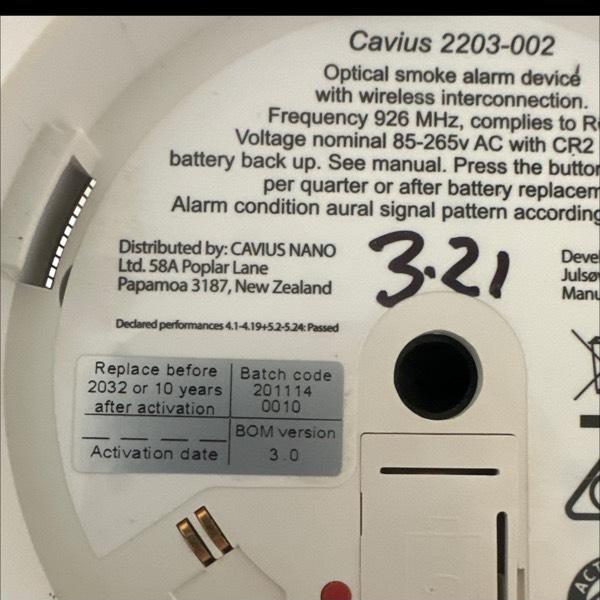 Cavius 2203-002
Optical smoke alarm device
with wireless interconnection.
Frequency 926 MHz, complies to
Voltage nominal 85-265v AC with CR2
battery back up. See manual. Press the button
per quarter or after battery
Alarm condition aural signal pattern according
Distributed by: CAVIUS NANO
Ltd. 58A Poplar Lane
Papamoa 3187, New Zealand
3.21
Declared performances 4.1-4.19+5.2-5.24: Passed
Replace before
2032 or 10 years
after activation
Activation date
Batch code
201114
0010
BOM version
3.0